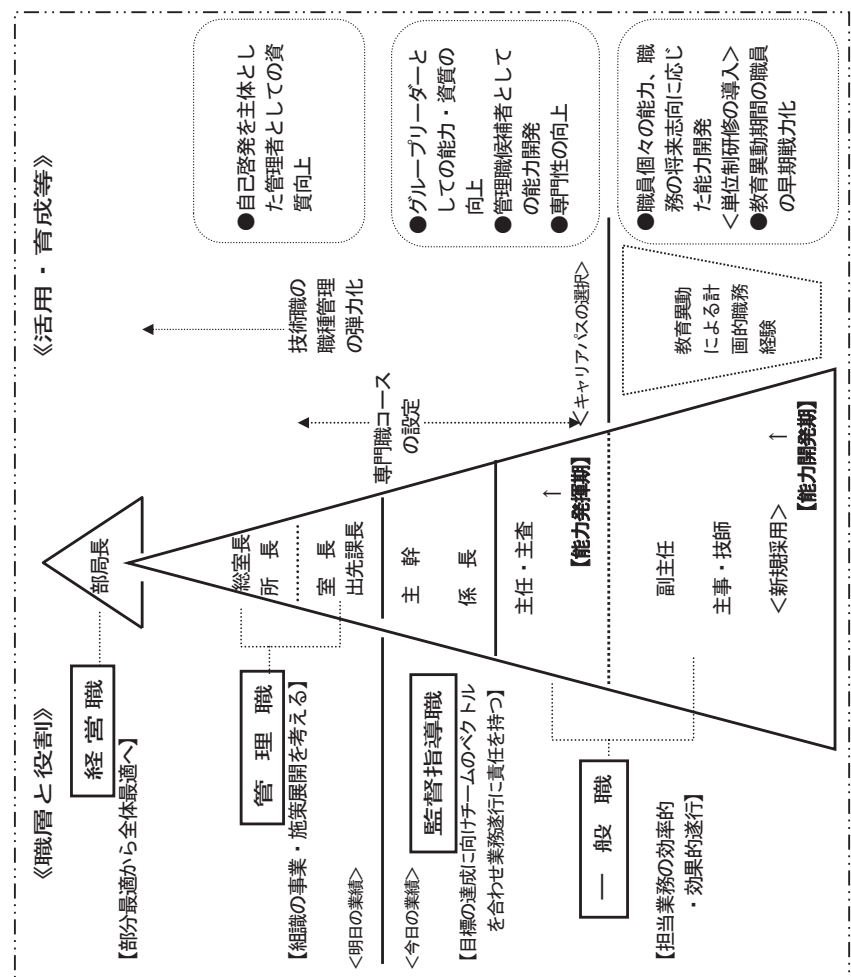 《職層と役割》
《活用・育成等》
経 営 職
【部分最適から全体最適へ】
部局長
管 理 職
【組織の事業・施策展開を考える】
総室長
所 長
室 長
出先課長
技術職の
職種管理
の弾力化
●自己啓発を主体とし
た管理者としての資
質向上
<明日の業績>
<今日の業績>
監督指導職
【目標の達成に向けチームのベクトル
を合わせ業務遂行に責任を持つ】
主 幹
係 長
専門職コース
の設定
●グループリーダーと
しての能力・資質の
向上
●管理職候補者として
の能力開発
●専門性の向上
一 般 職
【担当業務の効率的
・効果的遂行】
主任・主査
↑
【能力発揮期】
<キャリアパスの選択>
副主任
主事・技師
<新規採用>
↑
【能力開発期】
教育異動
による計
画的職務
経験
●職員個々の能力、職
務の将来志向に応じ
た能力開発
<単位制研修の導入>
●教育異動期間の職員
の早期戦力化